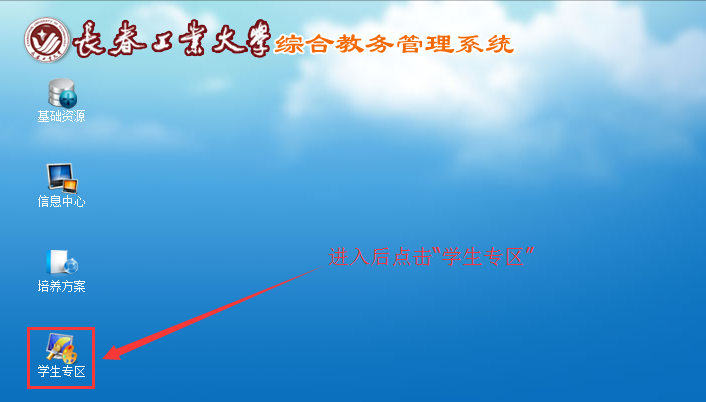 长春工业大学综合教务管理系统
基础资源
信息中心
培养方案
进入后点击“学生专区”
学生专区